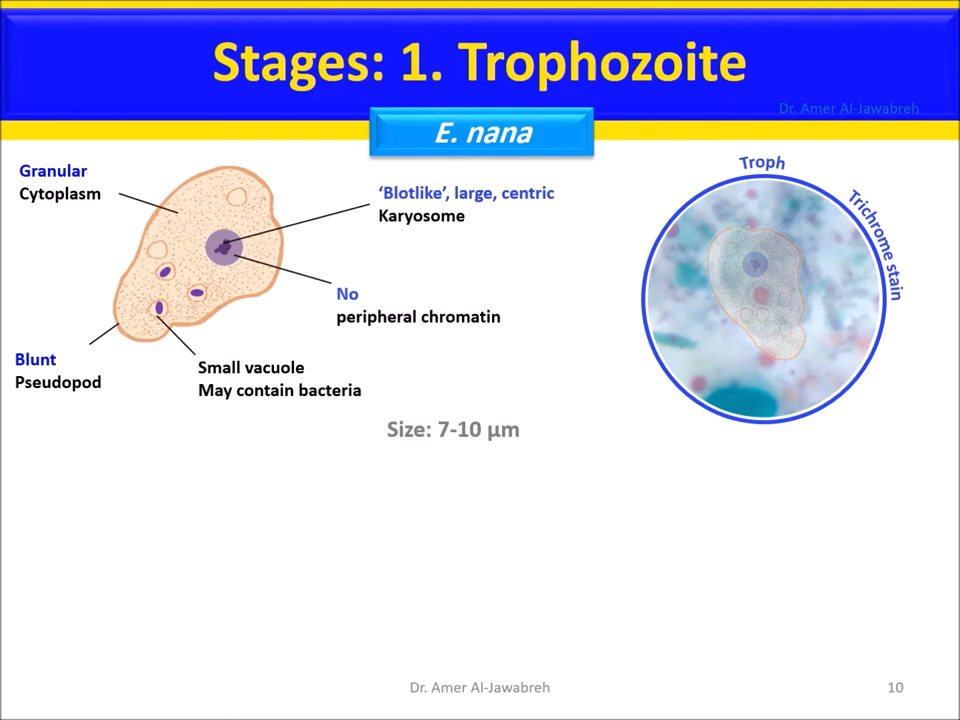 Stages: 1. Trophozoite
Dr. Amer Al-Jawabreh
E. nana
Granular
Cytoplasm
‘Blotlike’, large, centric
Karyosome
No
peripheral chromatin
Blunt
Pseudopod
Small vacuole
May contain bacteria
Size: 7-10 µm
Troph
Trichrome stain
Dr. Amer Al-Jawabreh
10